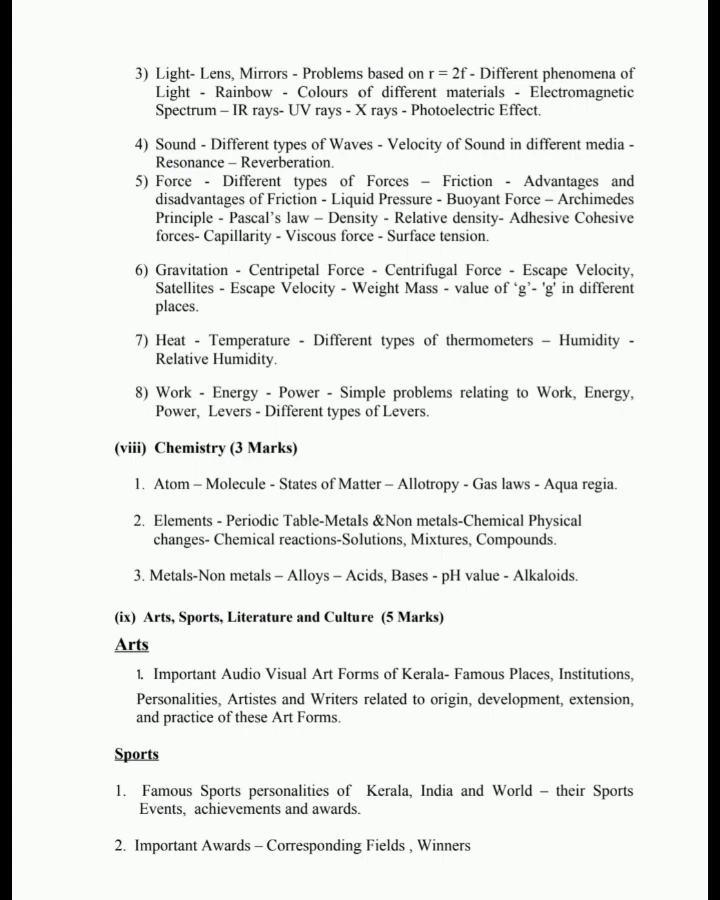 3) Light- Lens, Mirrors - Problems based on r = 2f - Different phenomena of
Light - Rainbow - Colours of different materials - Electromagnetic
Spectrum – IR rays- UV rays - X rays - Photoelectric Effect.
4) Sound - Different types of Waves - Velocity of Sound in different media -
Resonance – Reverberation.
5) Force - Different types of Forces – Friction - Advantages and
disadvantages of Friction - Liquid Pressure - Buoyant Force – Archimedes
Principle - Pascal’s law – Density - Relative density- Adhesive Cohesive
forces- Capillarity - Viscous force - Surface tension.
6) Gravitation - Centripetal Force - Centrifugal Force - Escape Velocity,
Satellites - Escape Velocity - Weight Mass - value of ‘g’- 'g' in different
places.
7) Heat - Temperature - Different types of thermometers – Humidity -
Relative Humidity.
8) Work - Energy - Power - Simple problems relating to Work, Energy,
Power, Levers - Different types of Levers.
(viii) Chemistry (3 Marks)
1. Atom – Molecule - States of Matter – Allotropy - Gas laws - Aqua regia.
2. Elements - Periodic Table-Metals &Non metals-Chemical Physical
changes- Chemical reactions-Solutions, Mixtures, Compounds.
3. Metals-Non metals – Alloys – Acids, Bases - pH value - Alkaloids.
(ix) Arts, Sports, Literature and Culture (5 Marks)
Arts
1. Important Audio Visual Art Forms of Kerala- Famous Places, Institutions,
Personalities, Artistes and Writers related to origin, development, extension,
and practice of these Art Forms.
Sports
1. Famous Sports personalities of Kerala, India and World – their Sports
Events, achievements and awards.
2. Important Awards – Corresponding Fields , Winners